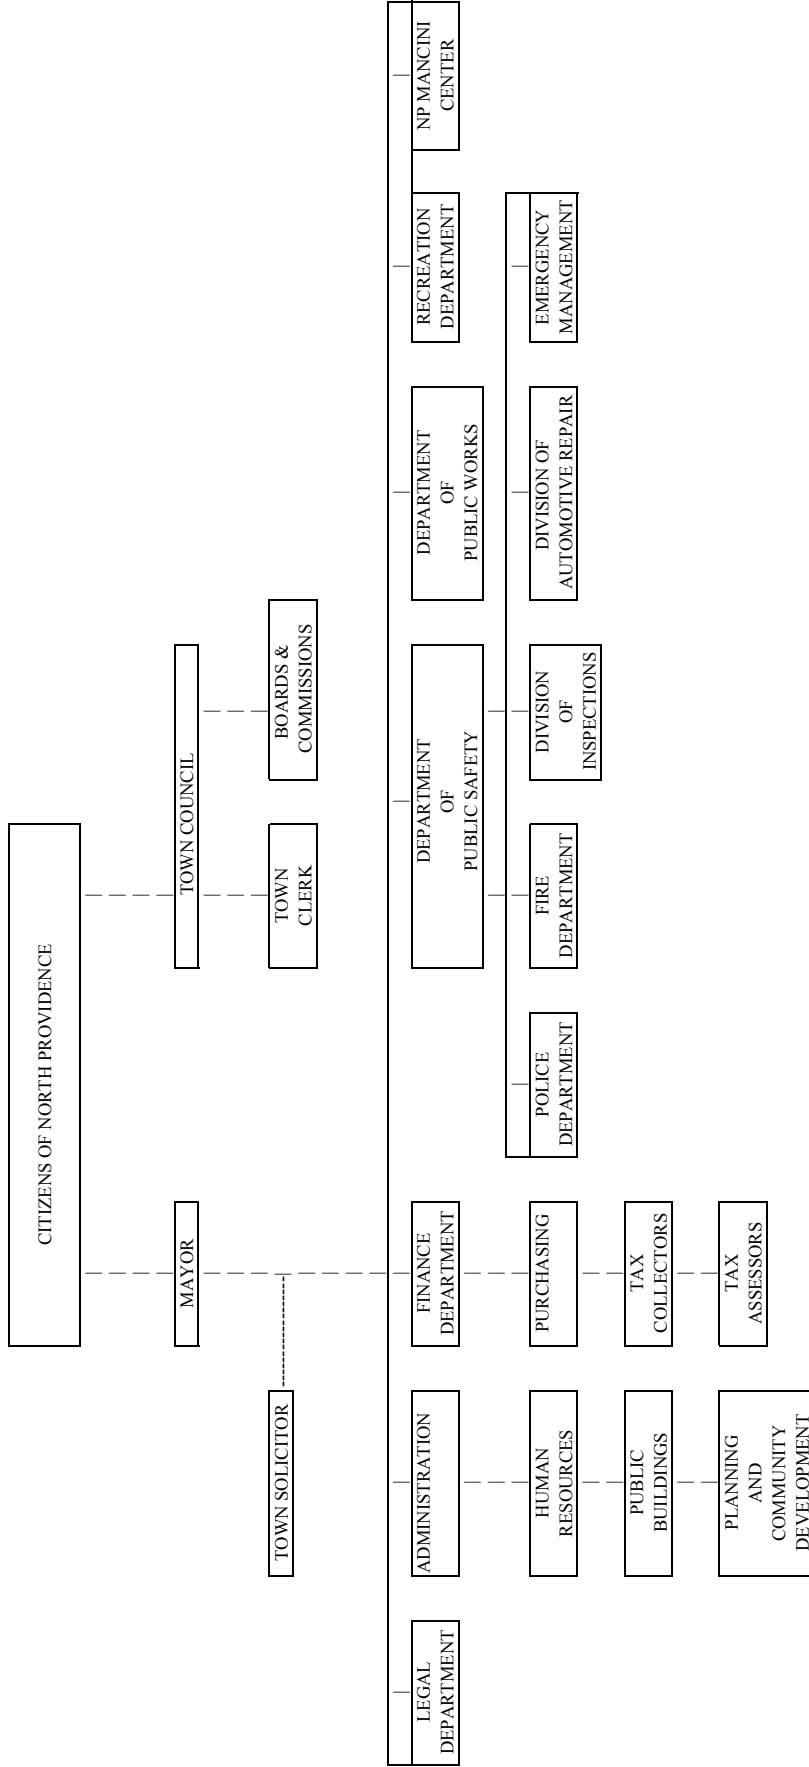 CITIZENS OF NORTH PROVIDENCE
MAYOR
TOWN COUNCIL
TOWN SOLICITOR
TOWN
CLERK
BOARDS &
COMMISSIONS
LEGAL
DEPARTMENT
ADMINISTRATION
FINANCE
DEPARTMENT
DEPARTMENT
OF
PUBLIC SAFETY
DEPARTMENT
OF
PUBLIC WORKS
RECREATION
DEPARTMENT
NP MANCINI
CENTER
HUMAN
RESOURCES
PURCHASING
POLICE
DEPARTMENT
FIRE
DEPARTMENT
DIVISION
OF
INSPECTIONS
DIVISION OF
AUTOMOTIVE REPAIR
EMERGENCY
MANAGEMENT
PUBLIC
BUILDINGS
TAX
COLLECTORS
PLANNING
AND
COMMUNITY
DEVELOPMENT
TAX
ASSESSORS